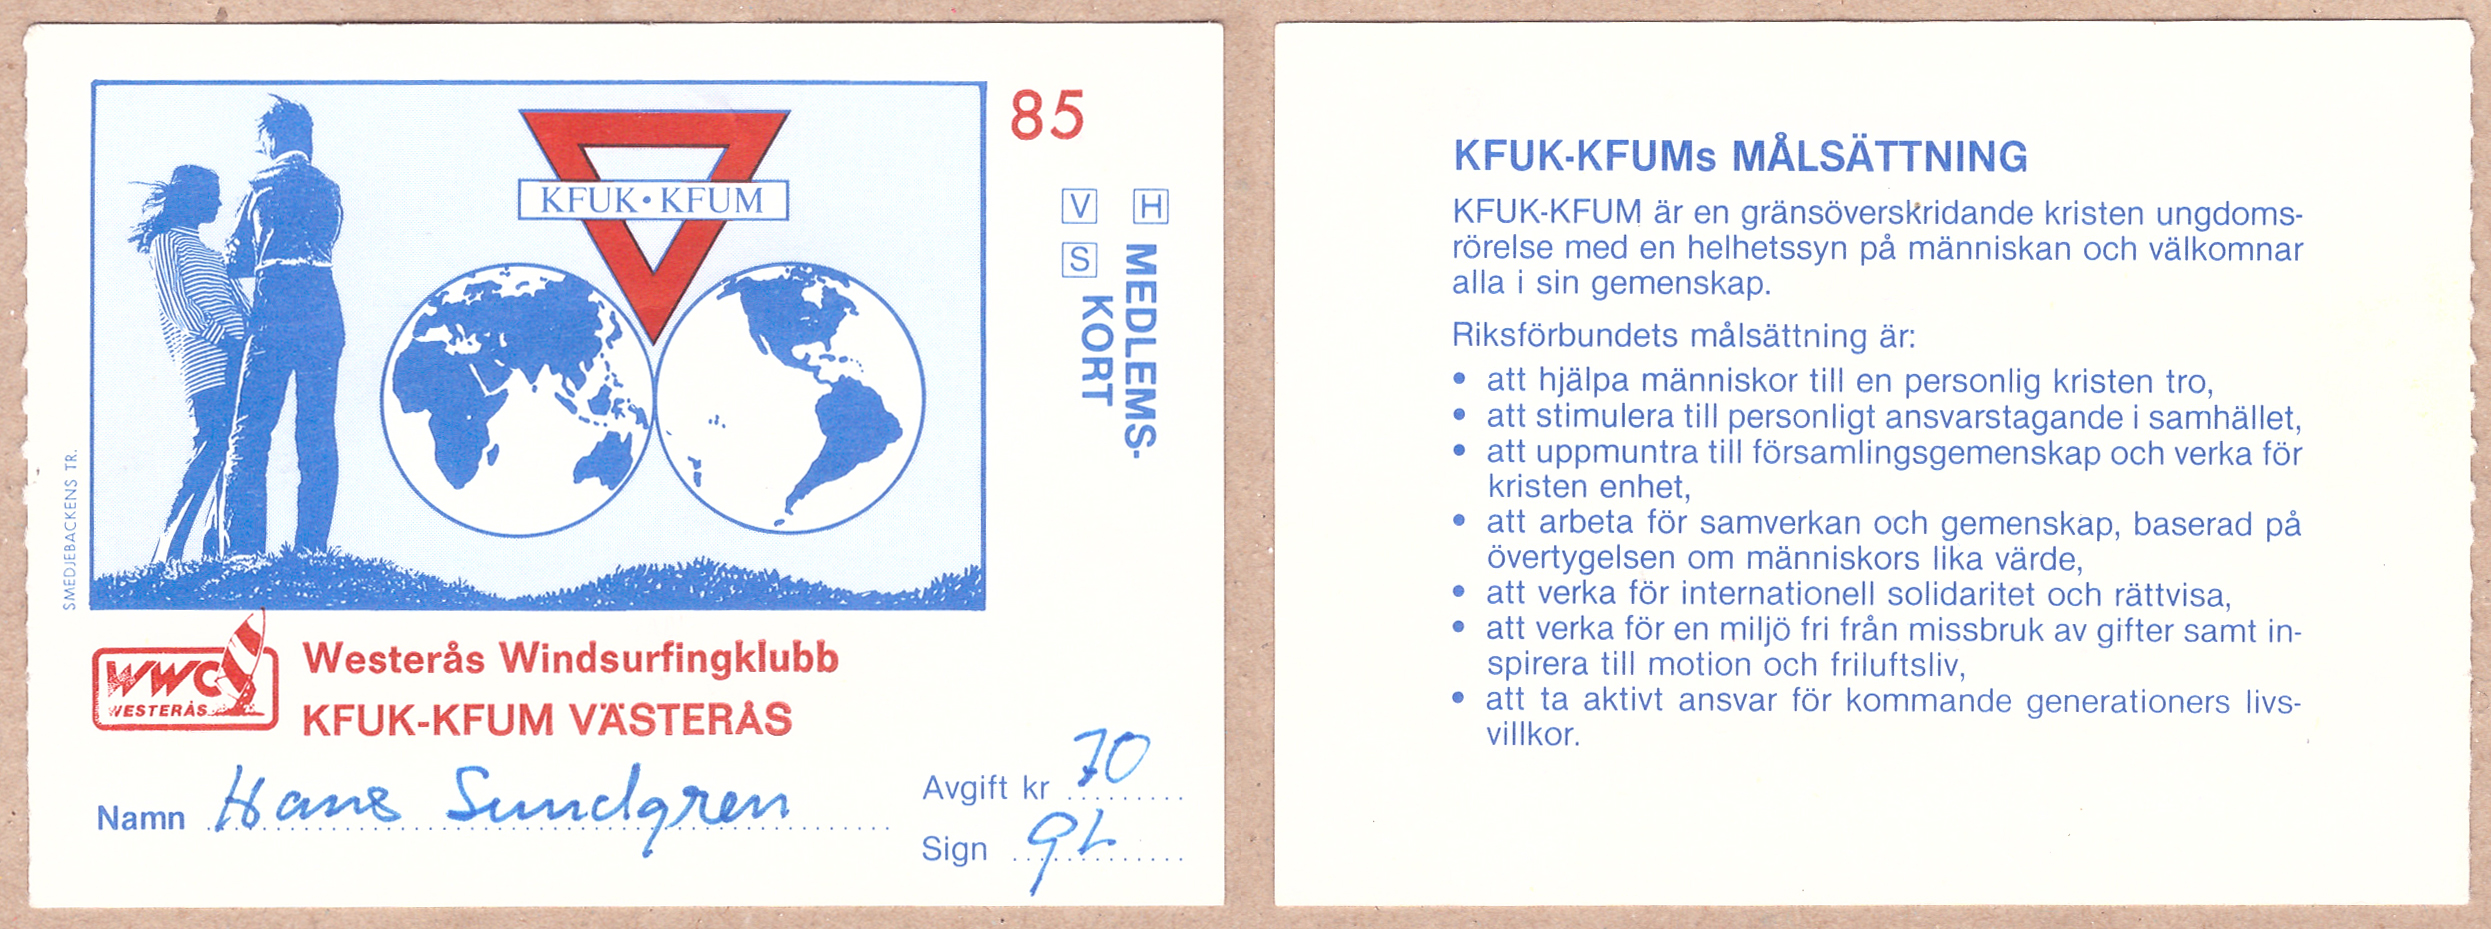 85
KFUK•KFUM
V
H
S
MEDLEMS-
KORT
SMEDJEBACKENS TR.
WWC
WESTERÅS
Westerås Windsurfingklubb
KFUK-KFUM VÄSTERÅS
Namn Hans Sundgren
Avgift kr 70
Sign GL
KFUK-KFUMs MÅLSÄTTNING
KFUK-KFUM är en gränsöverskridande kristen ungdoms-
rörelse med en helhetssyn på människan och välkomnar
alla i sin gemenskap.
Riksförbundets målsättning är:
• att hjälpa människor till en personlig kristen tro,
• att stimulera till personligt ansvarstagande i samhället,
• att uppmuntra till församlingsgemenskap och verka för
kristen enhet,
• att arbeta för samverkan och gemenskap, baserad på
övertygelsen om människors lika värde,
• att verka för internationell solidaritet och rättvisa,
• att verka för en miljö fri från missbruk av gifter samt in-
spirera till motion och friluftsliv,
• att ta aktivt ansvar för kommande generationers livs-
villkor.